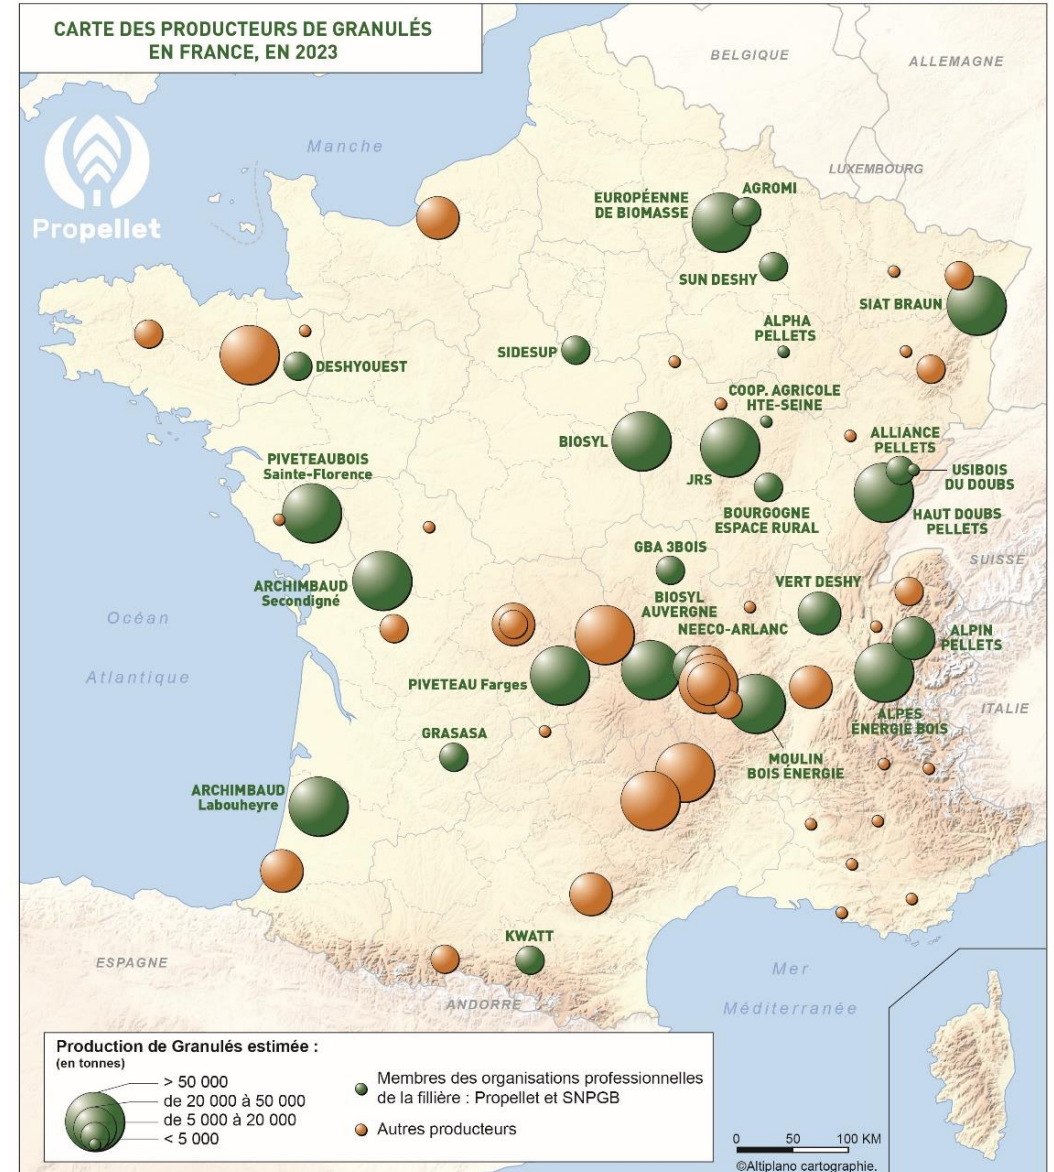 CARTE DES PRODUCTEURS DE GRANULÉS
EN FRANCE, EN 2023
BELGIQUE
ALLEMAGNE
Manche
LUXEMBOURG
Propellet
EUROPÉENNE
DE BIOMASSE
AGROMI
SUN DESHY
SIAT BRAUN
ALPHA
PELLETS
SIDESUP
DESHYOUEST
COOP. AGRICOLE
HTE-SEINE
BIOSYL
JRS
ALLIANCE
PELLETS
USIBOIS
DU DOUBS
PIVETEAUBOIS
Sainte-Florence
BOURGOGNE
ESPACE RURAL
HAUT DOUBS
PELLETS
GBA 3BOIS
SUISSE
ARCHIMBAUD
Secondigné
BIOSYL
AUVERGNE
VERT DESHY
NEECO-ARLANC
Océan
Atlantique
ALPIN
PELLETS
PIVETEAU Farges
ITALIE
ALPES
ÉNERGIE BOIS
GRASASA
MOULIN
BOIS ÉNERGIE
ARCHIMBAUD
Labouheyre
KWATT
ESPAGNE
ANDORRE
Mer
Méditerranée
Production de Granulés estimée :
(en tonnes)
> 50 000
de 20 000 à 50 000
de 5 000 à 20 000
< 5 000
Membres des organisations professionnelles
de la fillière : Propellet et SNPGB
Autres producteurs
0 50 100 KM
©Altiplano cartographie.